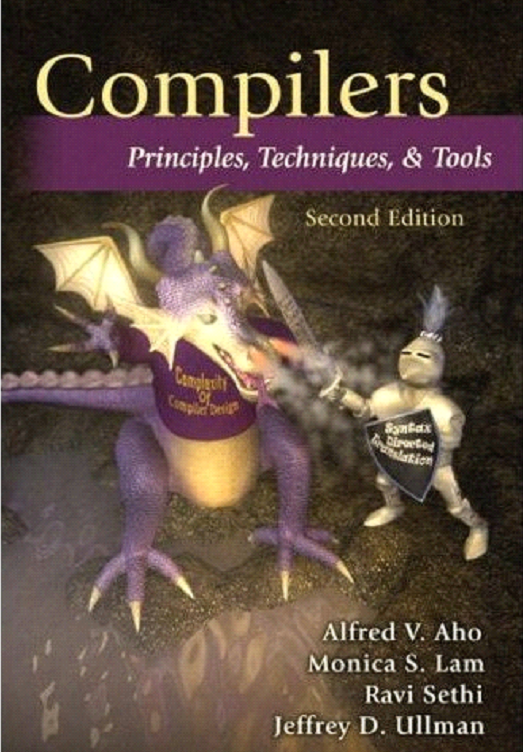 Compilers
Principles, Techniques, & Tools
Second Edition
Complexity
Of
Compiler Design
Syntax
Directed
Translation
Alfred V. Aho
Monica S. Lam
Ravi Sethi
Jeffrey D. Ullman